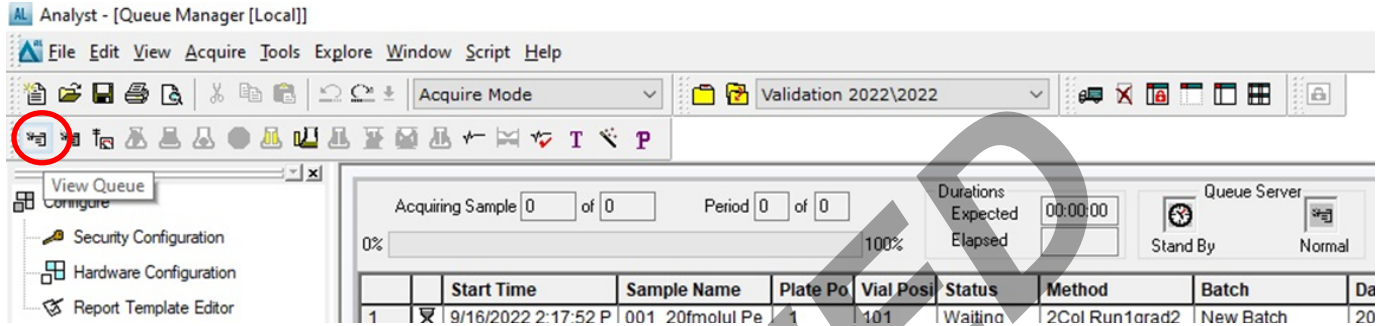 AL Analyst - [Queue Manager [Local]]
File Edit View Acquire Tools Explore Window Script Help
Acquire Mode
Validation 2022\2022
T P
View Queue
Configure
Security Configuration
Hardware Configuration
Report Template Editor
Acquiring Sample 0 of 0 Period 0 of 0
0% 100%
Durations
Expected 00:00:00
Elapsed
Queue Server
Stand By Normal
Start Time Sample Name Plate Po Vial Posi Status Method Batch Da
1 9/16/2022 2:17:52 P 001_20fmolul Pe 1 101 Waiting 2Col Run1grad2 New Batch 20